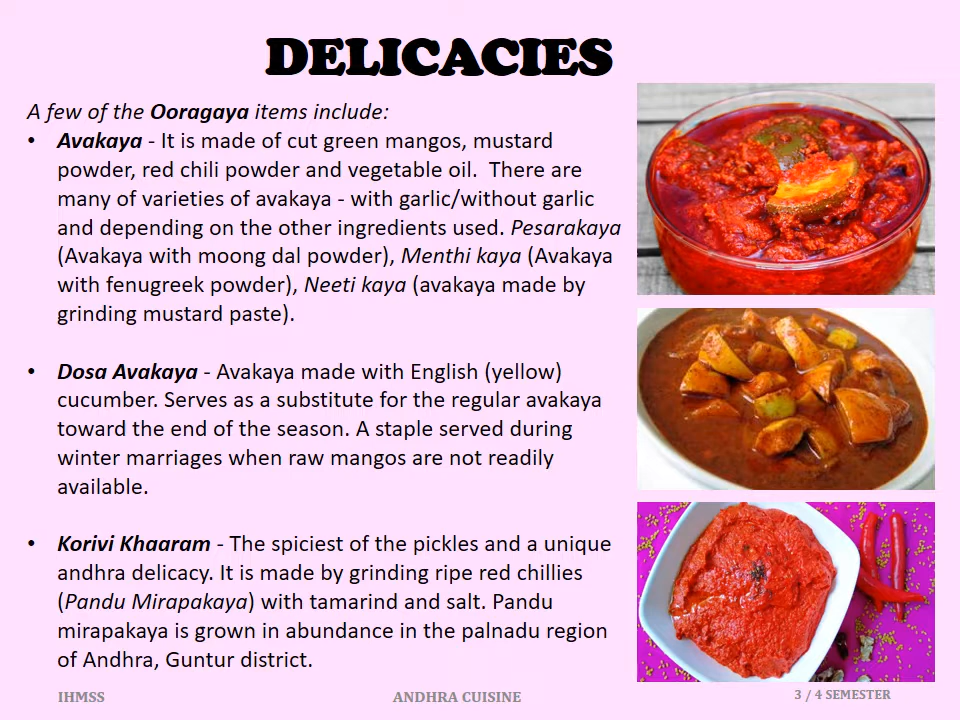 DELICACIES
A few of the Ooragaya items include:
• Avakaya - It is made of cut green mangos, mustard
powder, red chili powder and vegetable oil.  There are
many of varieties of avakaya - with garlic/without garlic
and depending on the other ingredients used. Pesarakaya
(Avakaya with moong dal powder), Menthi kaya (Avakaya
with fenugreek powder), Neeti kaya (avakaya made by
grinding mustard paste).
• Dosa Avakaya - Avakaya made with English (yellow)
cucumber. Serves as a substitute for the regular avakaya
toward the end of the season. A staple served during
winter marriages when raw mangos are not readily
available.
• Korivi Khaaram - The spiciest of the pickles and a unique
andhra delicacy. It is made by grinding ripe red chillies
(Pandu Mirapakaya) with tamarind and salt. Pandu
mirapakaya is grown in abundance in the palnadu region
of Andhra, Guntur district.
IHMSS
ANDHRA CUISINE
3 / 4 SEMESTER